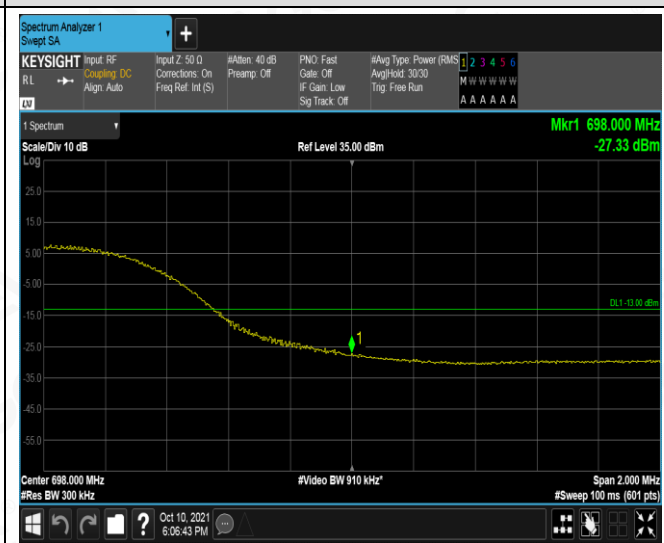 Spectrum Analyzer 1
Swept SA
+
KEYSIGHT Input: RF Input Z: 50 Ω #Atten: 40 dB PNO: Fast #Avg Type: Power (RMS 1 2 3 4 5 6
RL Coupling: DC Corrections: On Preamp: Off Gate: Off Avg|Hold: 30/30 M W W W W W
Align: Auto Freq Ref: Int (S) IF Gain: Low Trig: Free Run
Sig Track: Off A A A A A A
LXI
1 Spectrum Mkr1 698.000 MHz
Scale/Div 10 dB Ref Level 35.00 dBm -27.33 dBm
Log
25.0
15.0
5.00
-5.00
DL1 -13.00 dBm
-15.0
1
-25.0
-35.0
-45.0
-55.0
Center 698.000 MHz #Video BW 910 kHz* Span 2.000 MHz
#Res BW 300 kHz #Sweep 100 ms (601 pts)
? Oct 10, 2021
6:06:43 PM